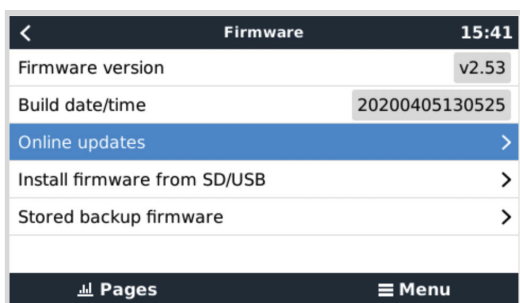 Firmware 15:41
Firmware version v2.53
Build date/time 20200405130525
Online updates
Install firmware from SD/USB
Stored backup firmware
Pages Menu